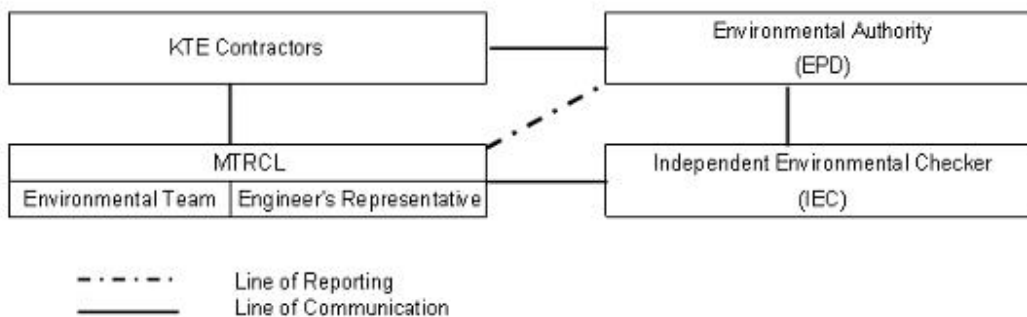 KTE Contractors
Environmental Authority
(EPD)
MTRCL
Environmental Team
Engineer's Representative
Independent Environmental Checker
(IEC)
Line of Reporting
Line of Communication